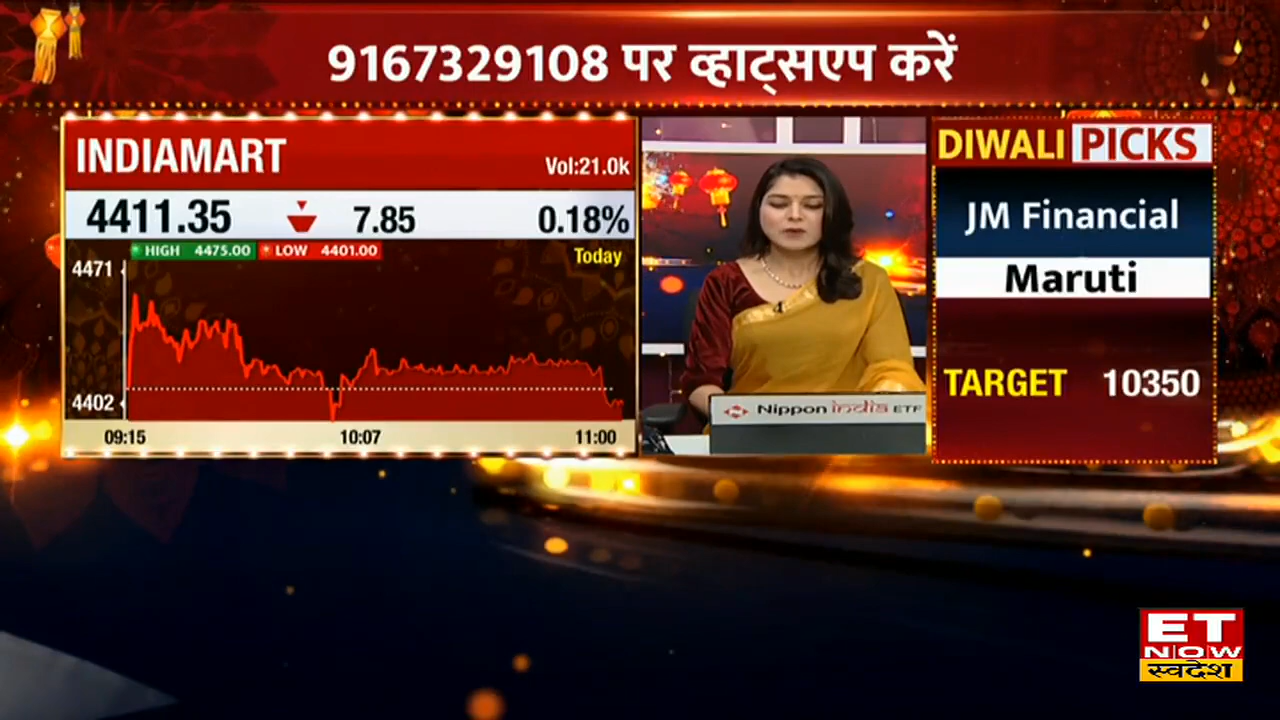 9167329108 पर व्हाट्सएप करें
INDIAMART
Vol:21.0k
4411.35 7.85 0.18%
HIGH 4475.00 LOW 4401.00
Today
4471
4402
09:15 10:07 11:00
Nippon india ETF
DIWALI PICKS
JM Financial
Maruti
TARGET 10350
ET
NOW
स्वदेश